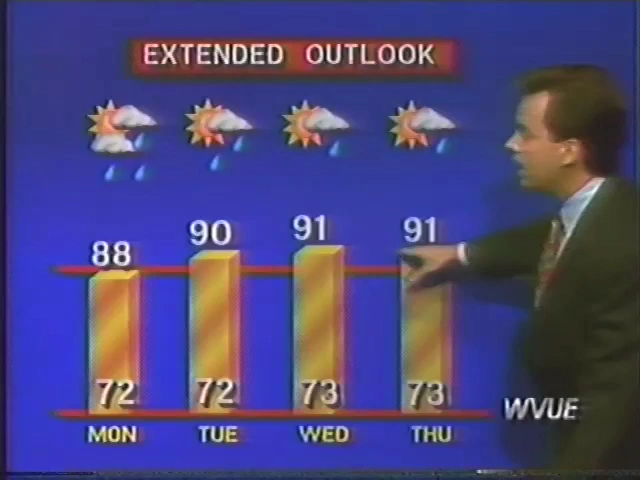 EXTENDED OUTLOOK
88 90 91 91
72 72 73 73
WVUE
MON TUE WED THU